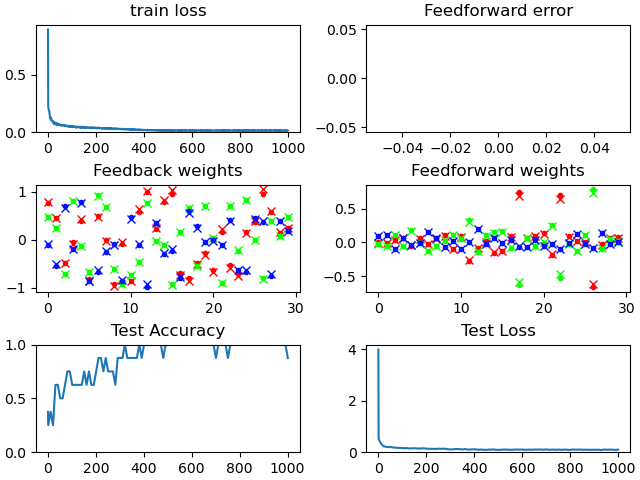 train loss
0.5
0.0
0 200 400 600 800 1000
Feedforward error
0.05
0.00
−0.05
−0.04 −0.02 0.00 0.02 0.04
Feedback weights
1
0
−1
0 10 20 30
Feedforward weights
0.5
0.0
−0.5
0 10 20 30
Test Accuracy
1.0
0.5
0.0
0 200 400 600 800 1000
Test Loss
4
2
0
0 200 400 600 800 1000